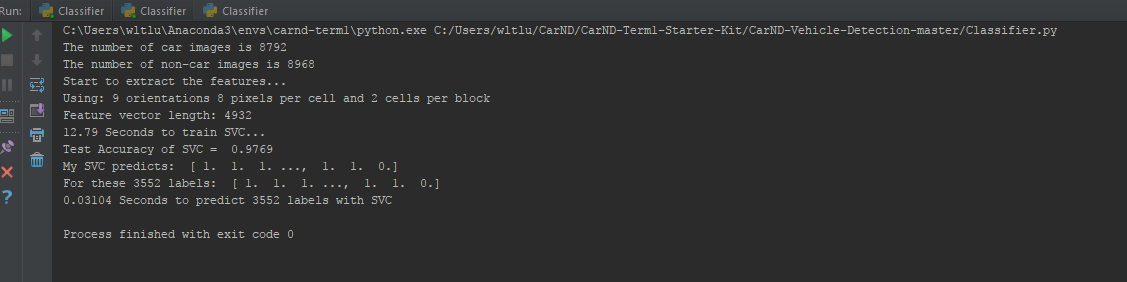 Run: Classifier Classifier Classifier
C:\Users\wltlu\Anaconda3\envs\carnd-term1\python.exe C:/Users/wltlu/CarND/CarND-Term1-Starter-Kit/CarND-Vehicle-Detection-master/Classifier.py
The number of car images is 8792
The number of non-car images is 8968
Start to extract the features...
Using: 9 orientations 8 pixels per cell and 2 cells per block
Feature vector length: 4932
12.79 Seconds to train SVC...
Test Accuracy of SVC =  0.9769
My SVC predicts:  [ 1.  1.  1. ...,  1.  1.  0.]
For these 3552 labels:  [ 1.  1.  1. ...,  1.  1.  0.]
0.03104 Seconds to predict 3552 labels with SVC
Process finished with exit code 0